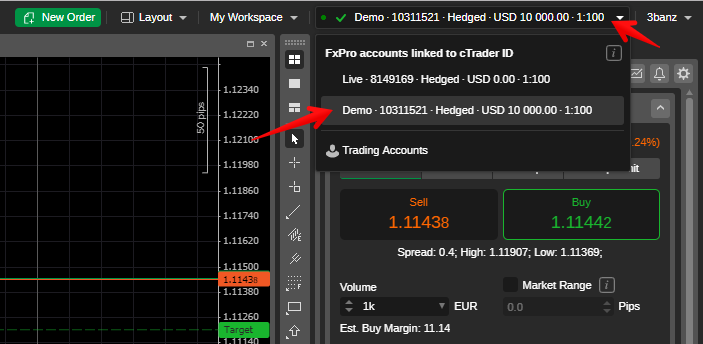 New Order Layout My Workspace Demo · 10311521 · Hedged · USD 10 000.00 · 1:100 3banz
FxPro accounts linked to cTrader ID
Live · 8149169 · Hedged · USD 0.00 · 1:100
Demo · 10311521 · Hedged · USD 10 000.00 · 1:100
Trading Accounts
50 pips
1.12340
1.12220
1.12100
1.11980
1.11860
1.11740
1.11620
1.11500
1.11438
1.11380
1.11260
Target
1.11140
.24%)
Sell
1.11438
Buy
1.11442
Spread: 0.4; High: 1.11907; Low: 1.11369;
Volume
Market Range
1k EUR
0.0 Pips
Est. Buy Margin: 11.14